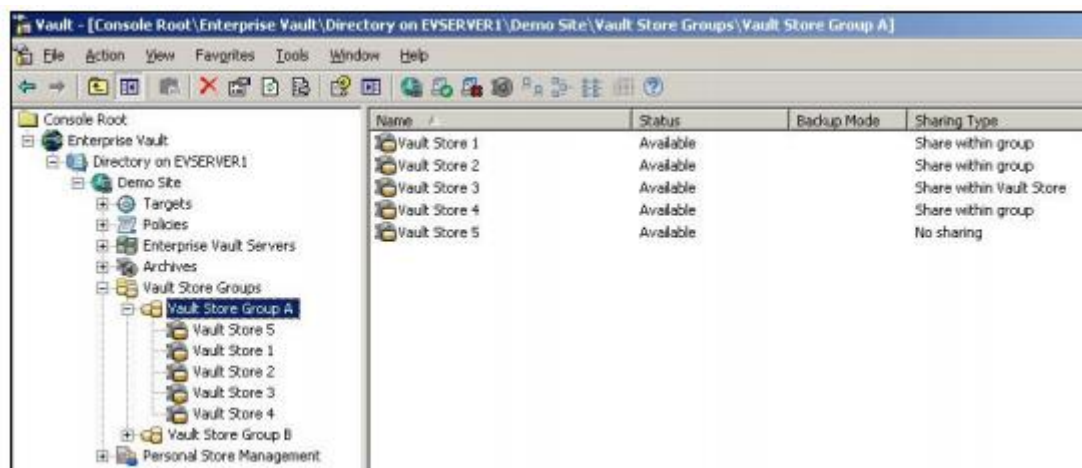 Vault - [Console Root\Enterprise Vault\Directory on EVSERVER1\Demo Site\Vault Store Groups\Vault Store Group A]
File Action View Favorites Tools Window Help
Console Root
Enterprise Vault
Directory on EVSERVER1
Demo Site
Targets
Policies
Enterprise Vault Servers
Archives
Vault Store Groups
Vault Store Group A
Vault Store 5
Vault Store 1
Vault Store 2
Vault Store 3
Vault Store 4
Vault Store Group B
Personal Store Management
Name Status Backup Mode Sharing Type
Vault Store 1 Available Share within group
Vault Store 2 Available Share within group
Vault Store 3 Available Share within Vault Store
Vault Store 4 Available Share within group
Vault Store 5 Available No sharing